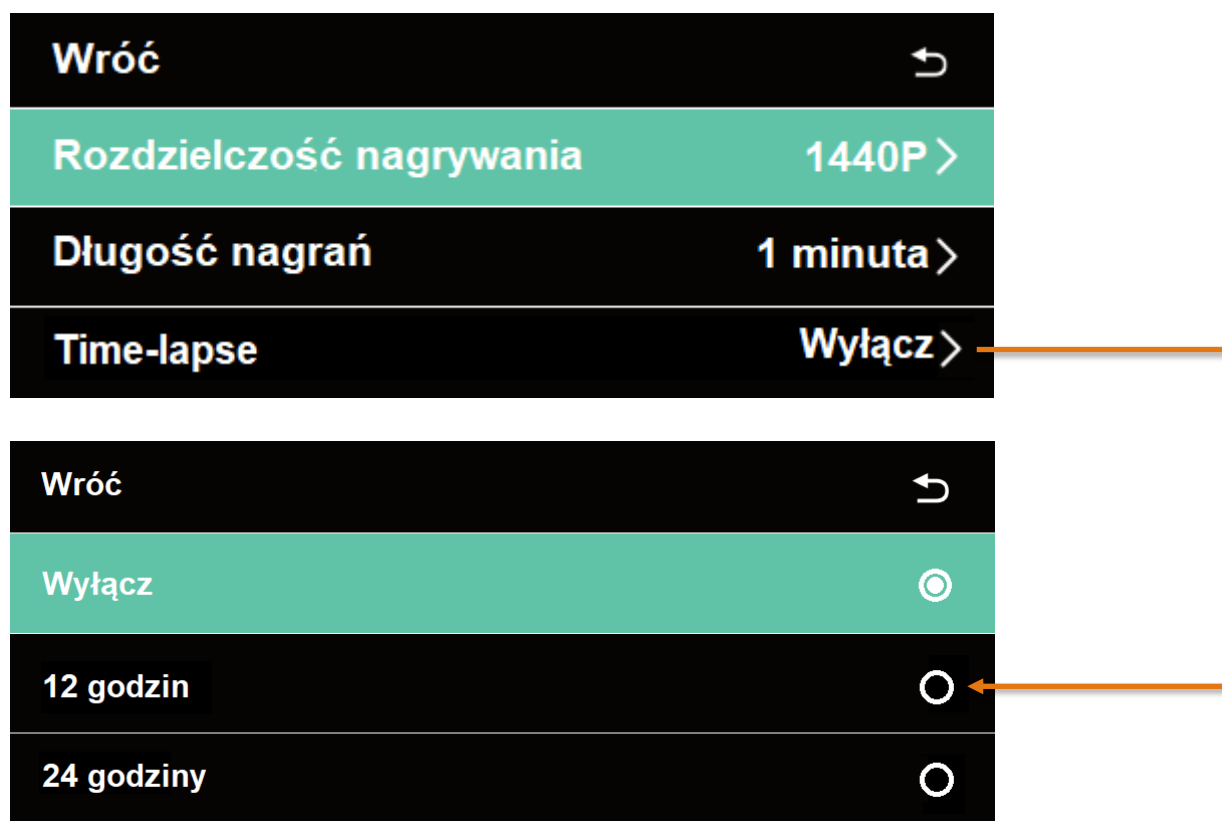 Wróć
Rozdzielczość nagrywania 1440P
Długość nagrań 1 minuta
Time-lapse Wyłącz
Wróć
Wyłącz
12 godzin
24 godziny